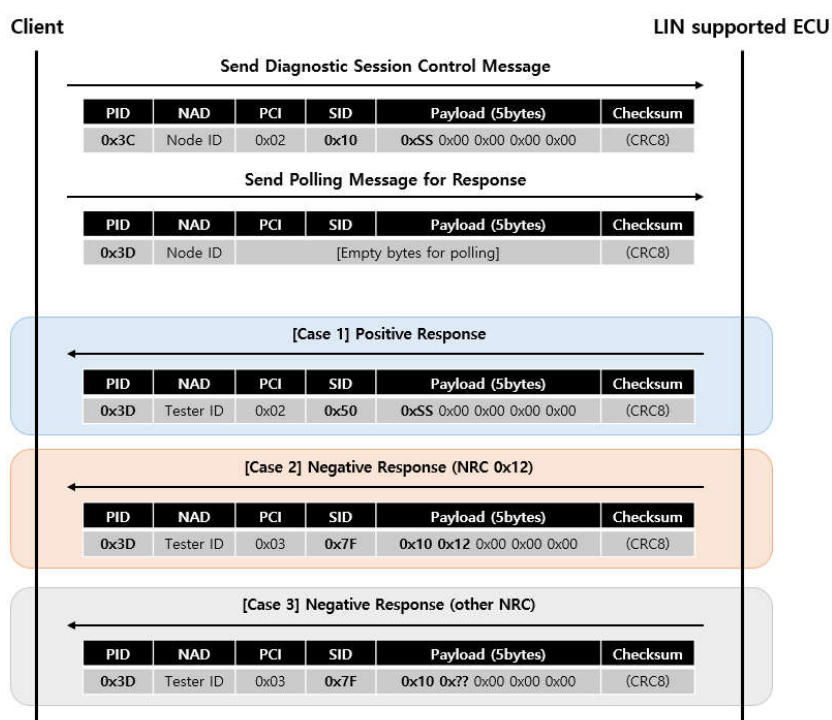 Client LIN supported ECU
Send Diagnostic Session Control Message
PID NAD PCI SID Payload (5bytes) Checksum
0x3C Node ID 0x02 0x10 0xSS 0x00 0x00 0x00 0x00 (CRC8)
Send Polling Message for Response
PID NAD PCI SID Payload (5bytes) Checksum
0x3D Node ID [Empty bytes for polling] (CRC8)
[Case 1] Positive Response
PID NAD PCI SID Payload (5bytes) Checksum
0x3D Tester ID 0x02 0x50 0xSS 0x00 0x00 0x00 0x00 (CRC8)
[Case 2] Negative Response (NRC 0x12)
PID NAD PCI SID Payload (5bytes) Checksum
0x3D Tester ID 0x03 0x7F 0x10 0x12 0x00 0x00 0x00 (CRC8)
[Case 3] Negative Response (other NRC)
PID NAD PCI SID Payload (5bytes) Checksum
0x3D Tester ID 0x03 0x7F 0x10 0x?? 0x00 0x00 0x00 (CRC8)